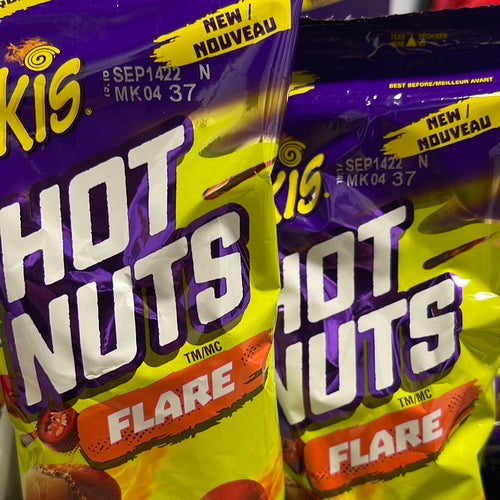 NEW /
NOUVEAU
KIS
SEP1422 N
MK04 37
HOT
NUTS
TM/MC
FLARE
BEST BEFORE/MEILLEUR AVANT
NEW /
NOUVEAU
KIS
SEP1422 N
MK04 37
HOT
NUTS
TM/MC
FLARE